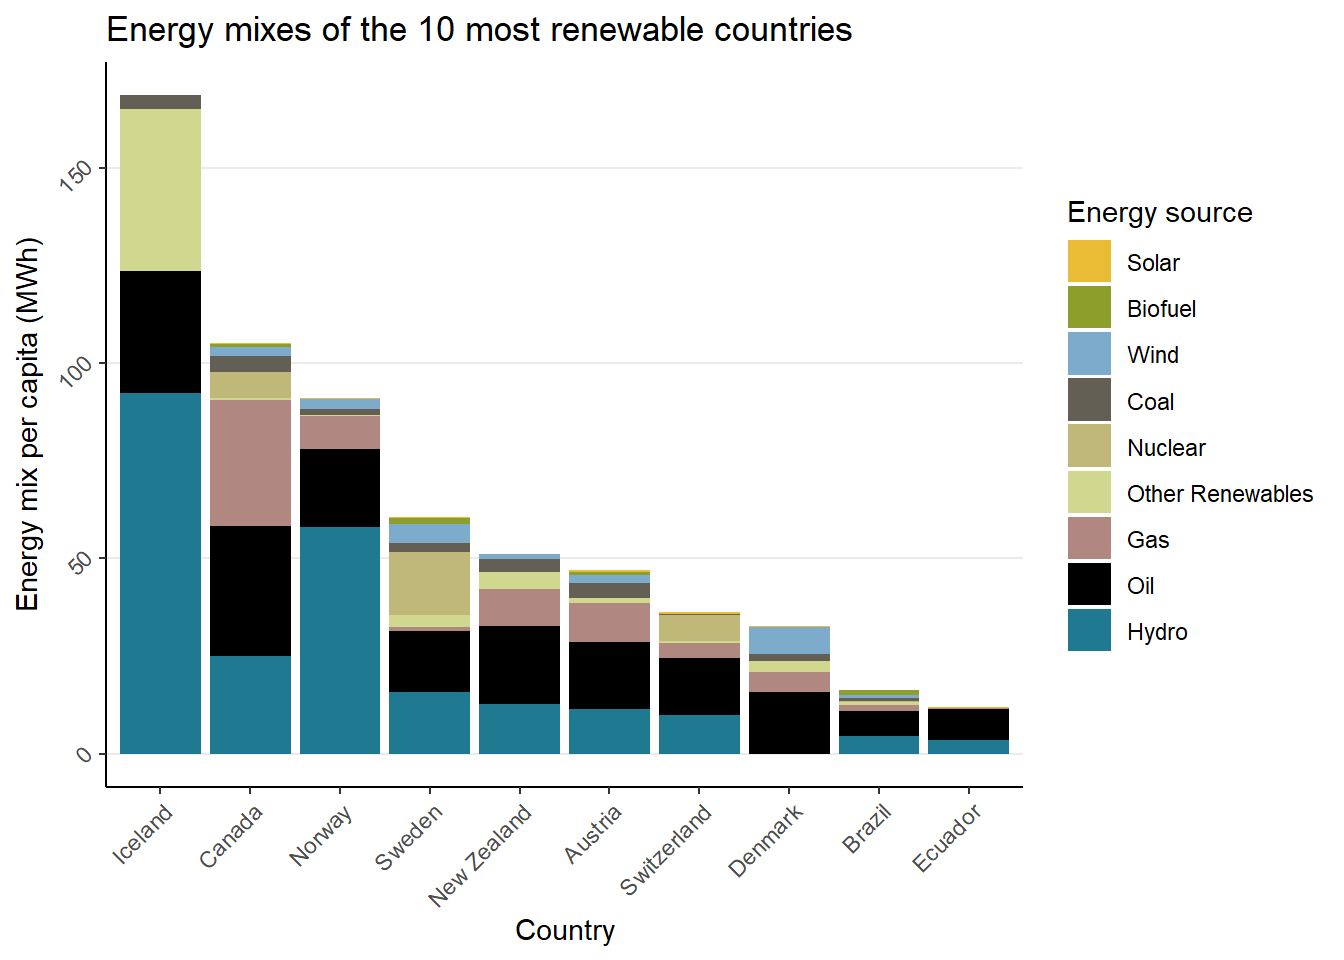 Energy mixes of the 10 most renewable countries
Energy mix per capita (MWh)
150
100
50
0
Iceland
Canada
Norway
Sweden
New Zealand
Austria
Switzerland
Denmark
Brazil
Ecuador
Country
Energy source
Solar
Biofuel
Wind
Coal
Nuclear
Other Renewables
Gas
Oil
Hydro